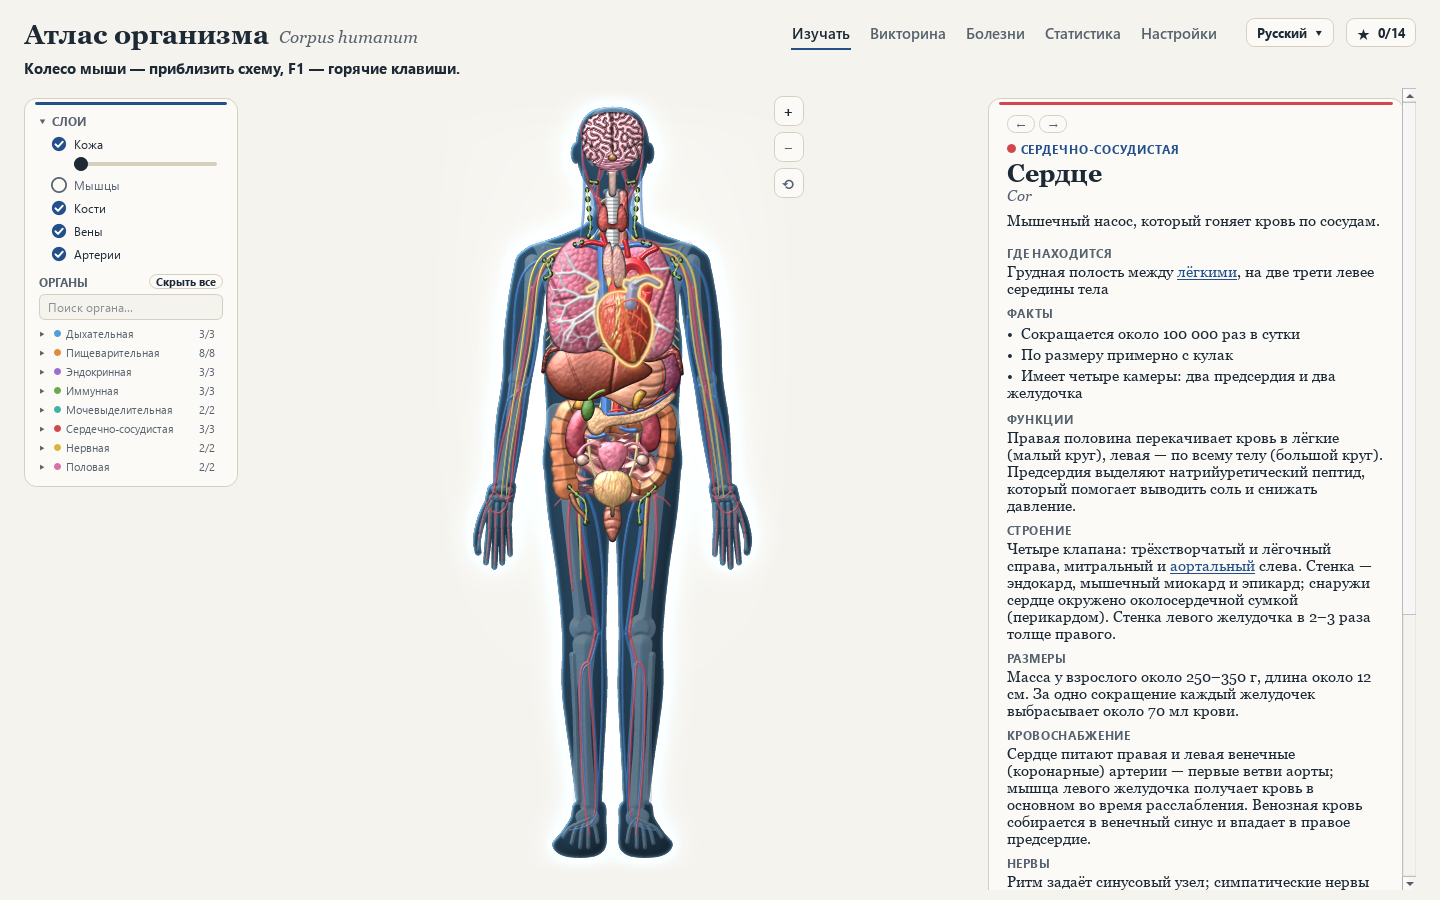 Атлас организма Corpus humanum
Изучать Викторина Болезни Статистика Настройки Русский ▼ ★ 0/14
Колесо мыши — приблизить схему, F1 — горячие клавиши.
СЛОИ
Кожа
Мышцы
Кости
Вены
Артерии
ОРГАНЫ Скрыть все
Поиск органа...
Дыхательная 3/3
Пищеварительная 8/8
Эндокринная 3/3
Иммунная 3/3
Мочевыделительная 2/2
Сердечно-сосудистая 3/3
Нервная 2/2
Половая 2/2
+
−
⟲
← →
СЕРДЕЧНО-СОСУДИСТАЯ
Сердце
Cor
Мышечный насос, который гоняет кровь по сосудам.
ГДЕ НАХОДИТСЯ
Грудная полость между лёгкими, на две трети левее
середины тела
ФАКТЫ
• Сокращается около 100 000 раз в сутки
• По размеру примерно с кулак
• Имеет четыре камеры: два предсердия и два
желудочка
ФУНКЦИИ
Правая половина перекачивает кровь в лёгкие
(малый круг), левая — по всему телу (большой круг).
Предсердия выделяют натрийуретический пептид,
который помогает выводить соль и снижать
давление.
СТРОЕНИЕ
Четыре клапана: трёхстворчатый и лёгочный
справа, митральный и аортальный слева. Стенка —
эндокард, мышечный миокард и эпикард; снаружи
сердце окружено околосердечной сумкой
(перикардом). Стенка левого желудочка в 2–3 раза
толще правого.
РАЗМЕРЫ
Масса у взрослого около 250–350 г, длина около 12
см. За одно сокращение каждый желудочек
выбрасывает около 70 мл крови.
КРОВОСНАБЖЕНИЕ
Сердце питают правая и левая венечные
(коронарные) артерии — первые ветви аорты;
мышца левого желудочка получает кровь в
основном во время расслабления. Венозная кровь
собирается в венечный синус и впадает в правое
предсердие.
НЕРВЫ
Ритм задаёт синусовый узел; симпатические нервы